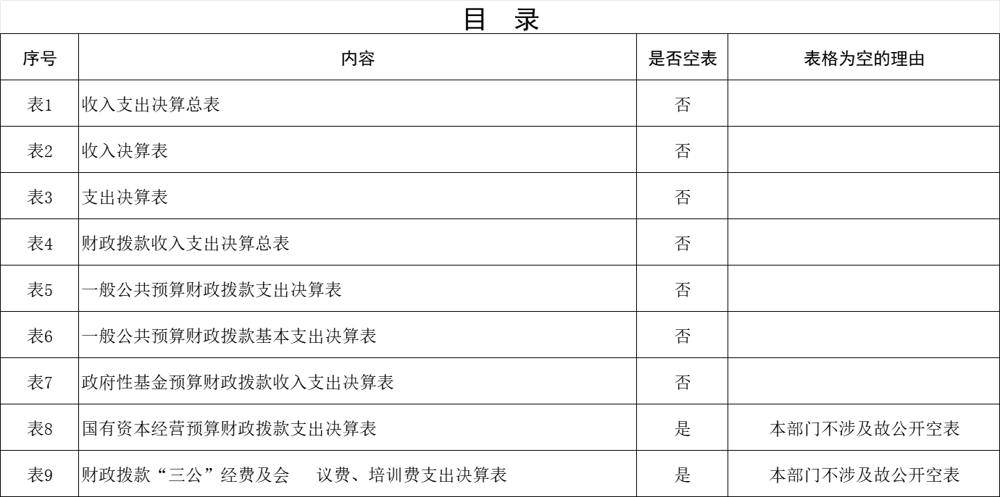 目 录
序号 内容 是否空表 表格为空的理由
表1 收入支出决算总表 否
表2 收入决算表 否
表3 支出决算表 否
表4 财政拨款收入支出决算总表 否
表5 一般公共预算财政拨款支出决算表 否
表6 一般公共预算财政拨款基本支出决算表 否
表7 政府性基金预算财政拨款收入支出决算表 否
表8 国有资本经营预算财政拨款支出决算表 是 本部门不涉及故公开空表
表9 财政拨款“三公”经费及会 议费、培训费支出决算表 是 本部门不涉及故公开空表